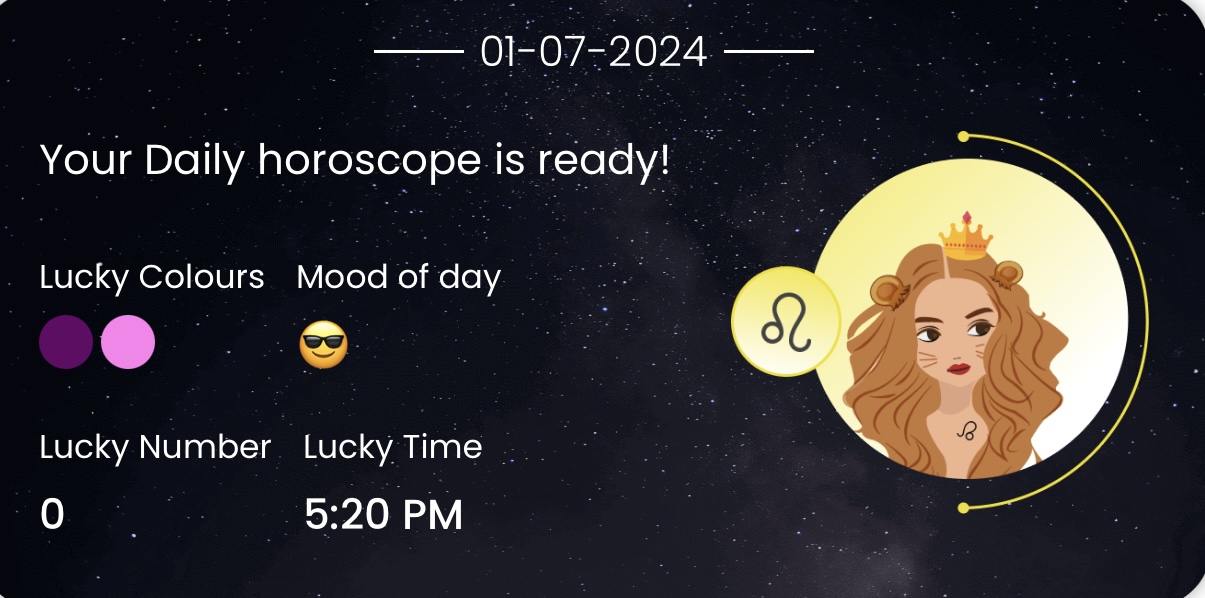 01-07-2024
Your Daily horoscope is ready!
Lucky Colours Mood of day
Lucky Number Lucky Time
0 5:20 PM